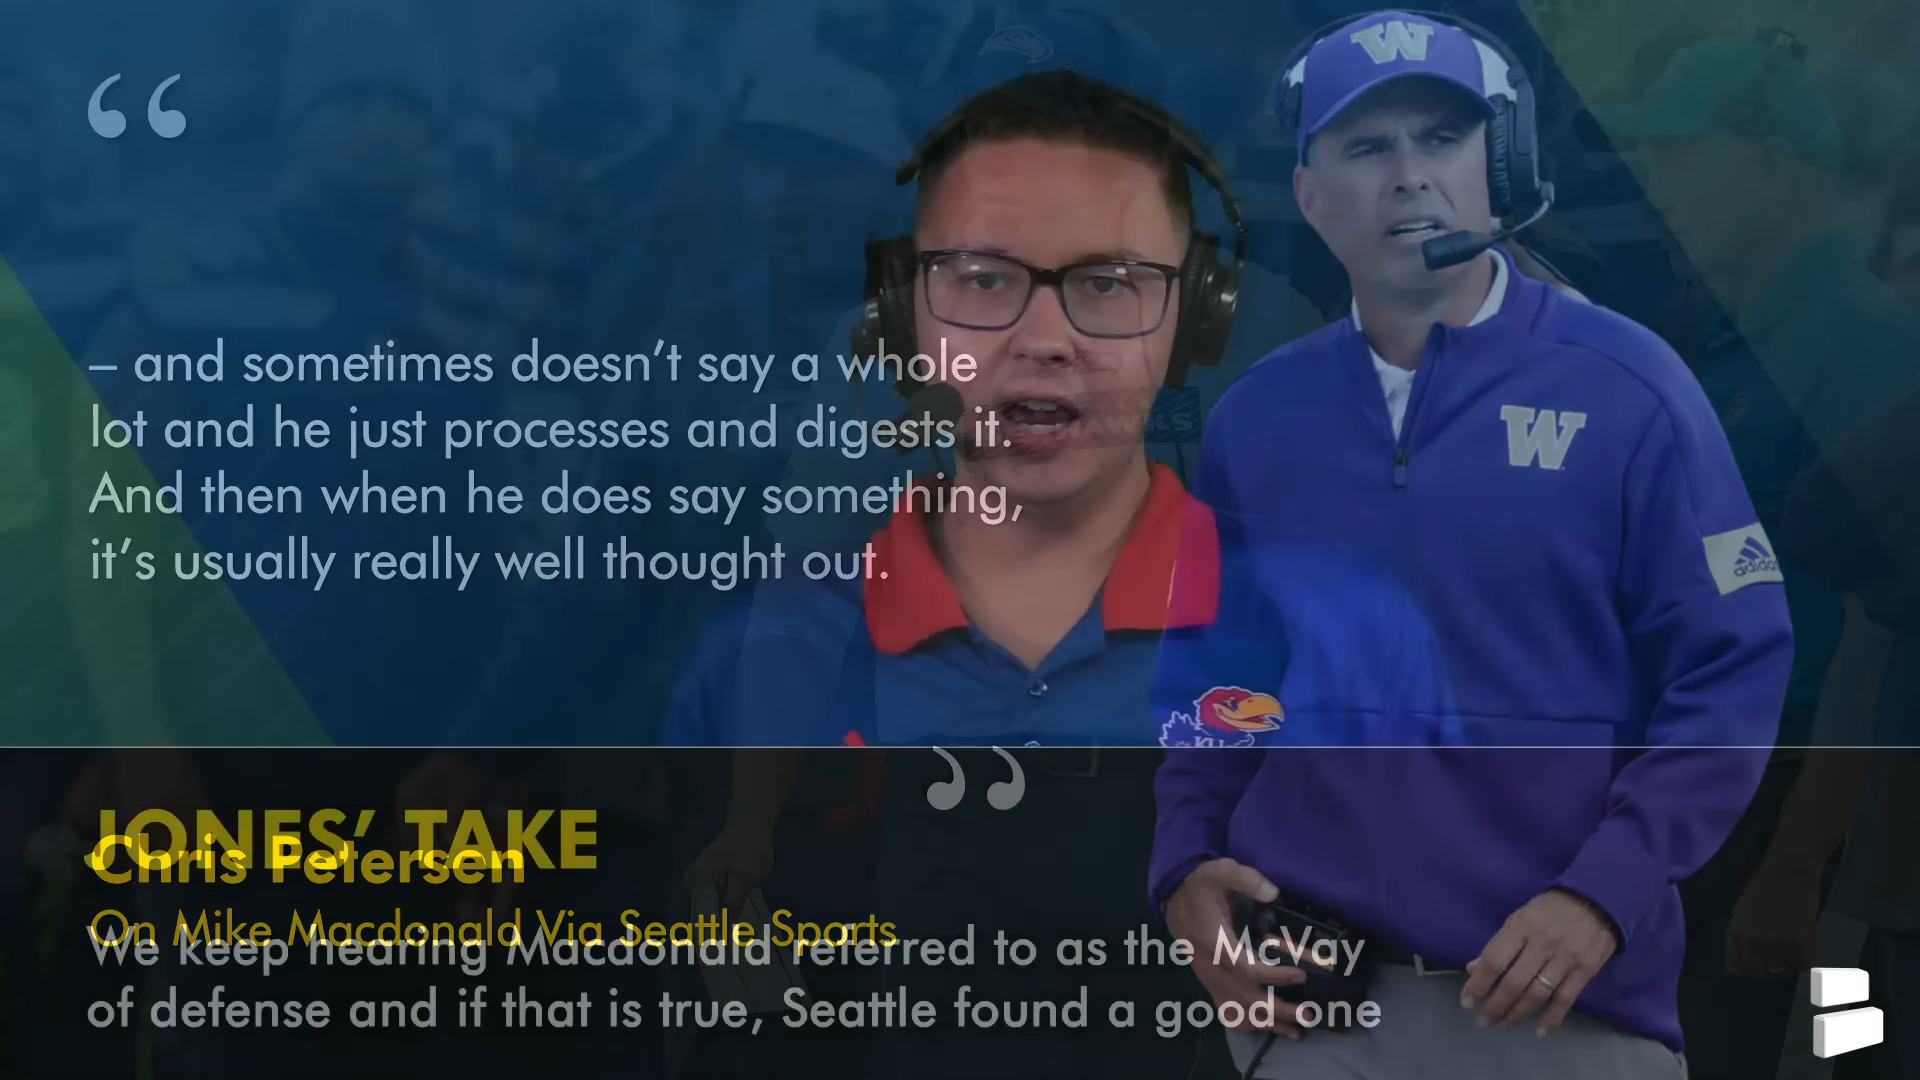 “
– and sometimes doesn’t say a whole
lot and he just processes and digests it.
And then when he does say something,
it’s usually really well thought out.
”
W
W
adidas
KU
JONES’ TAKE
Chris Petersen
On Mike Macdonald Via Seattle Sports
We keep hearing Macdonald referred to as the McVay
of defense and if that is true, Seattle found a good one